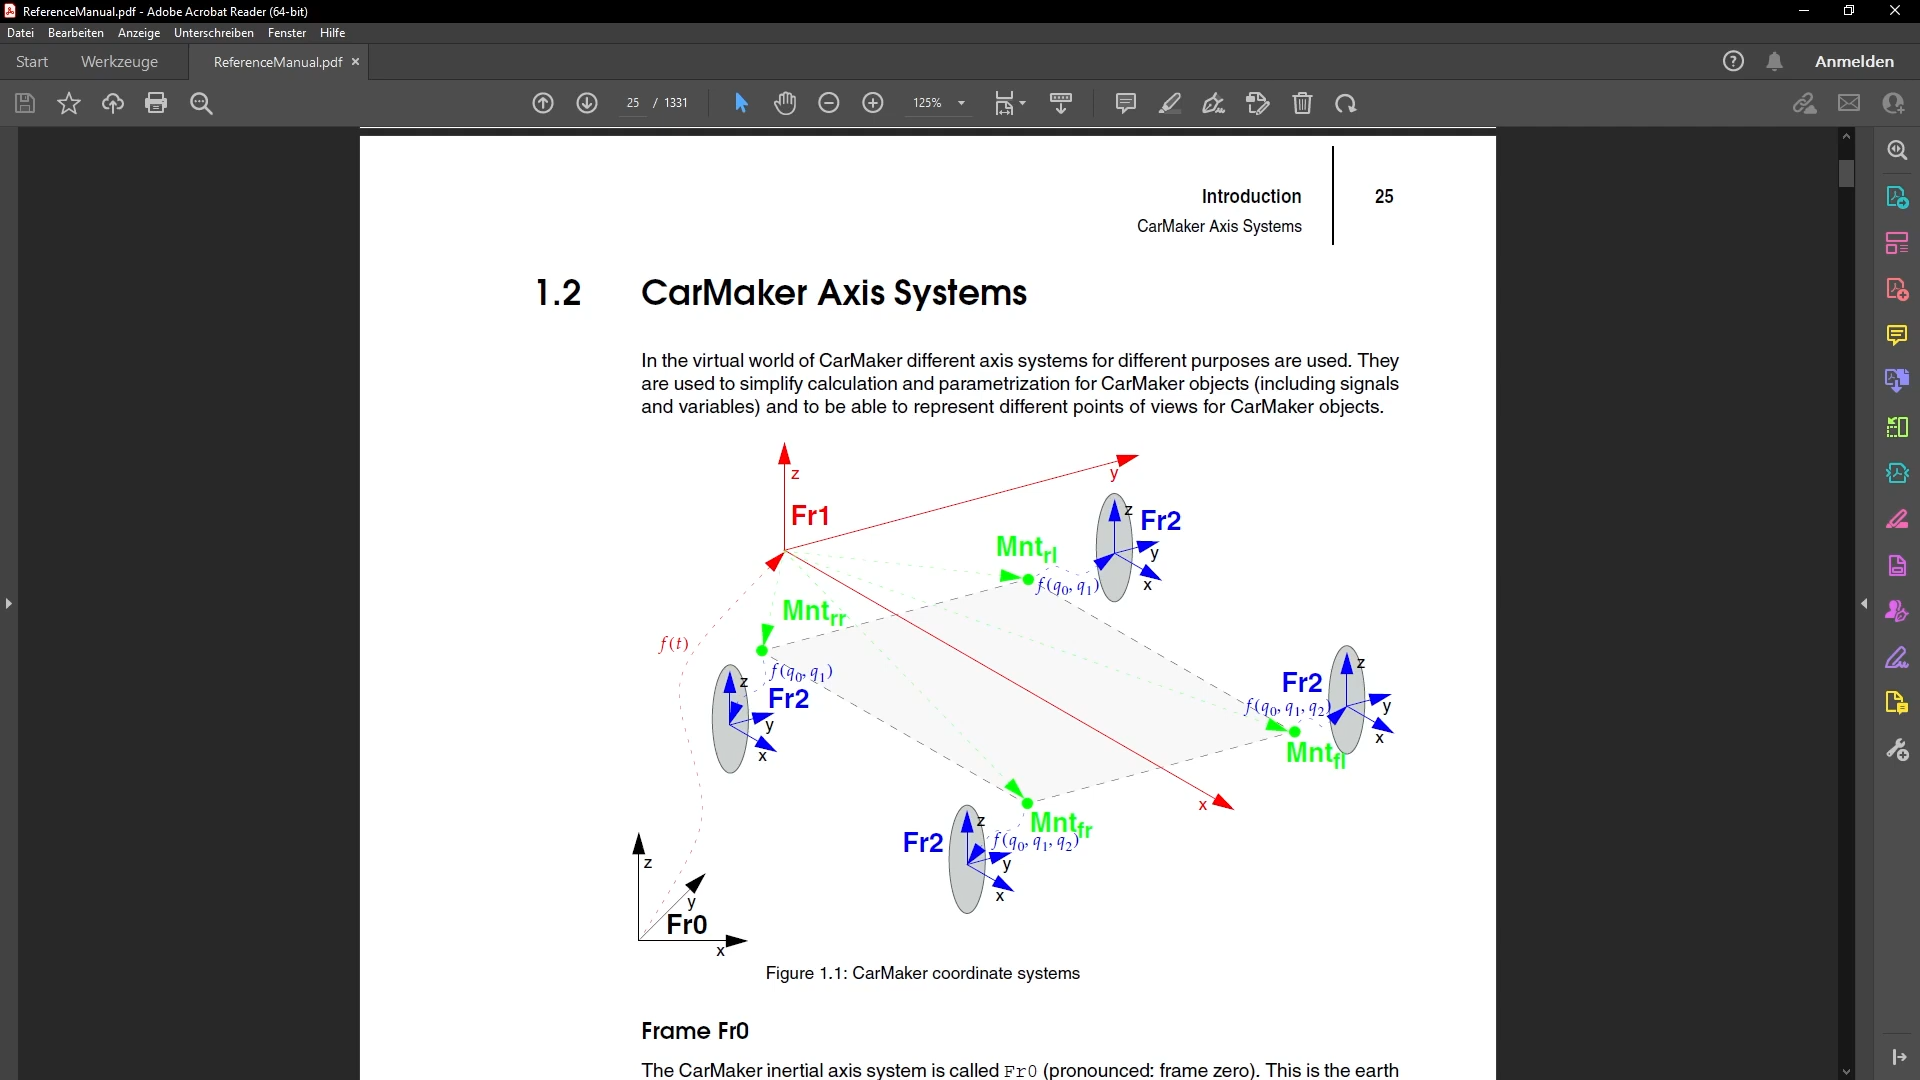 ReferenceManual.pdf - Adobe Acrobat Reader (64-bit)
Datei Bearbeiten Anzeige Unterschreiben Fenster Hilfe
Start Werkzeuge ReferenceManual.pdf × Anmelden
25 / 1331 125%
Introduction 25
CarMaker Axis Systems
1.2 CarMaker Axis Systems
In the virtual world of CarMaker different axis systems for different purposes are used. They
are used to simplify calculation and parametrization for CarMaker objects (including signals
and variables) and to be able to represent different points of views for CarMaker objects.
z
y
Fr1
z Fr2
Mnt_rl
y
f(q₀, q₁) x
Mnt_rr
f(t)
f(q₀, q₁)
z Fr2
y
x
Fr2 z
f(q₀, q₁, q₂) y
x
Mnt_fl
x
Mnt_fr
z
Fr2 f(q₀, q₁, q₂)
y
x
z
y
Fr0
x
Figure 1.1: CarMaker coordinate systems
Frame Fr0
The CarMaker inertial axis system is called Fr0 (pronounced: frame zero). This is the earth